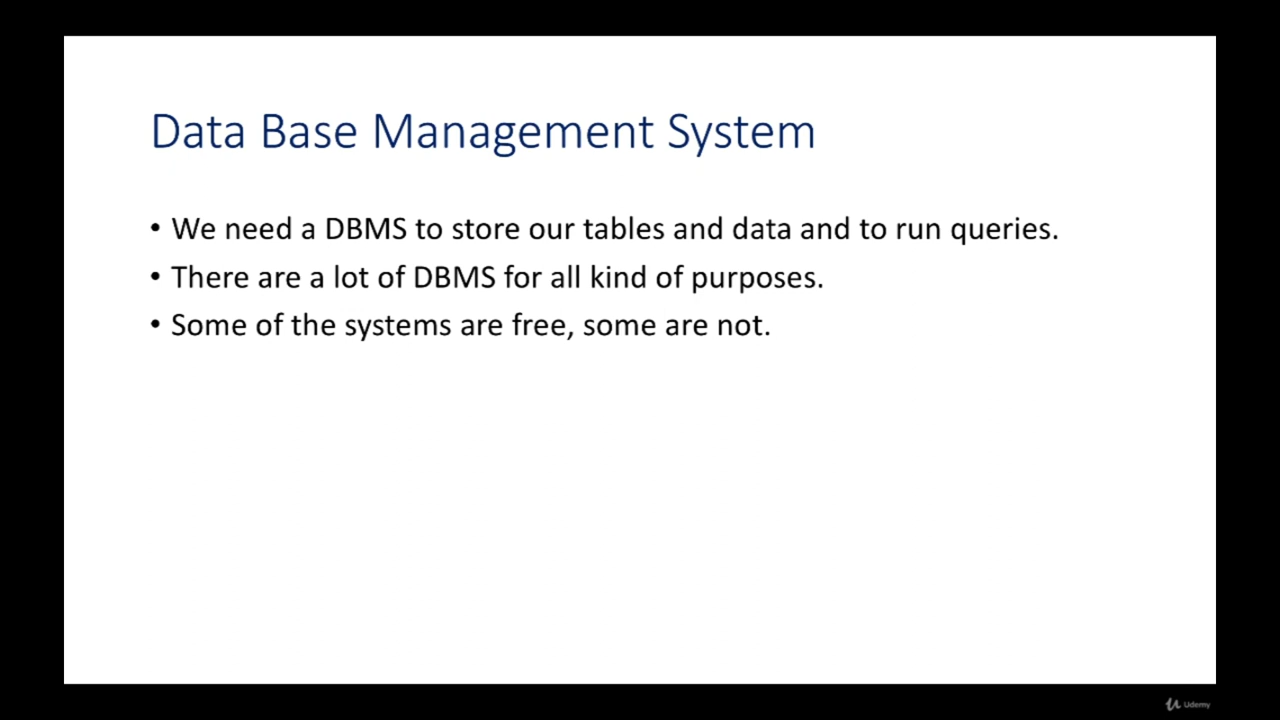 Data Base Management System
• We need a DBMS to store our tables and data and to run queries.
• There are a lot of DBMS for all kind of purposes.
• Some of the systems are free, some are not.
Udemy